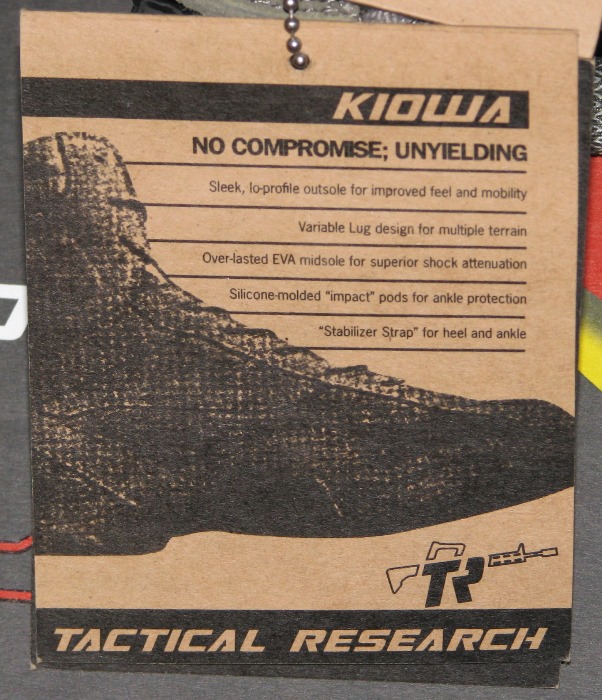 KIOWA
NO COMPROMISE; UNYIELDING
Sleek, lo-profile outsole for improved feel and mobility
Variable Lug design for multiple terrain
Over-lasted EVA midsole for superior shock attenuation
Silicone-molded "impact" pods for ankle protection
"Stabilizer Strap" for heel and ankle
TR
TACTICAL RESEARCH